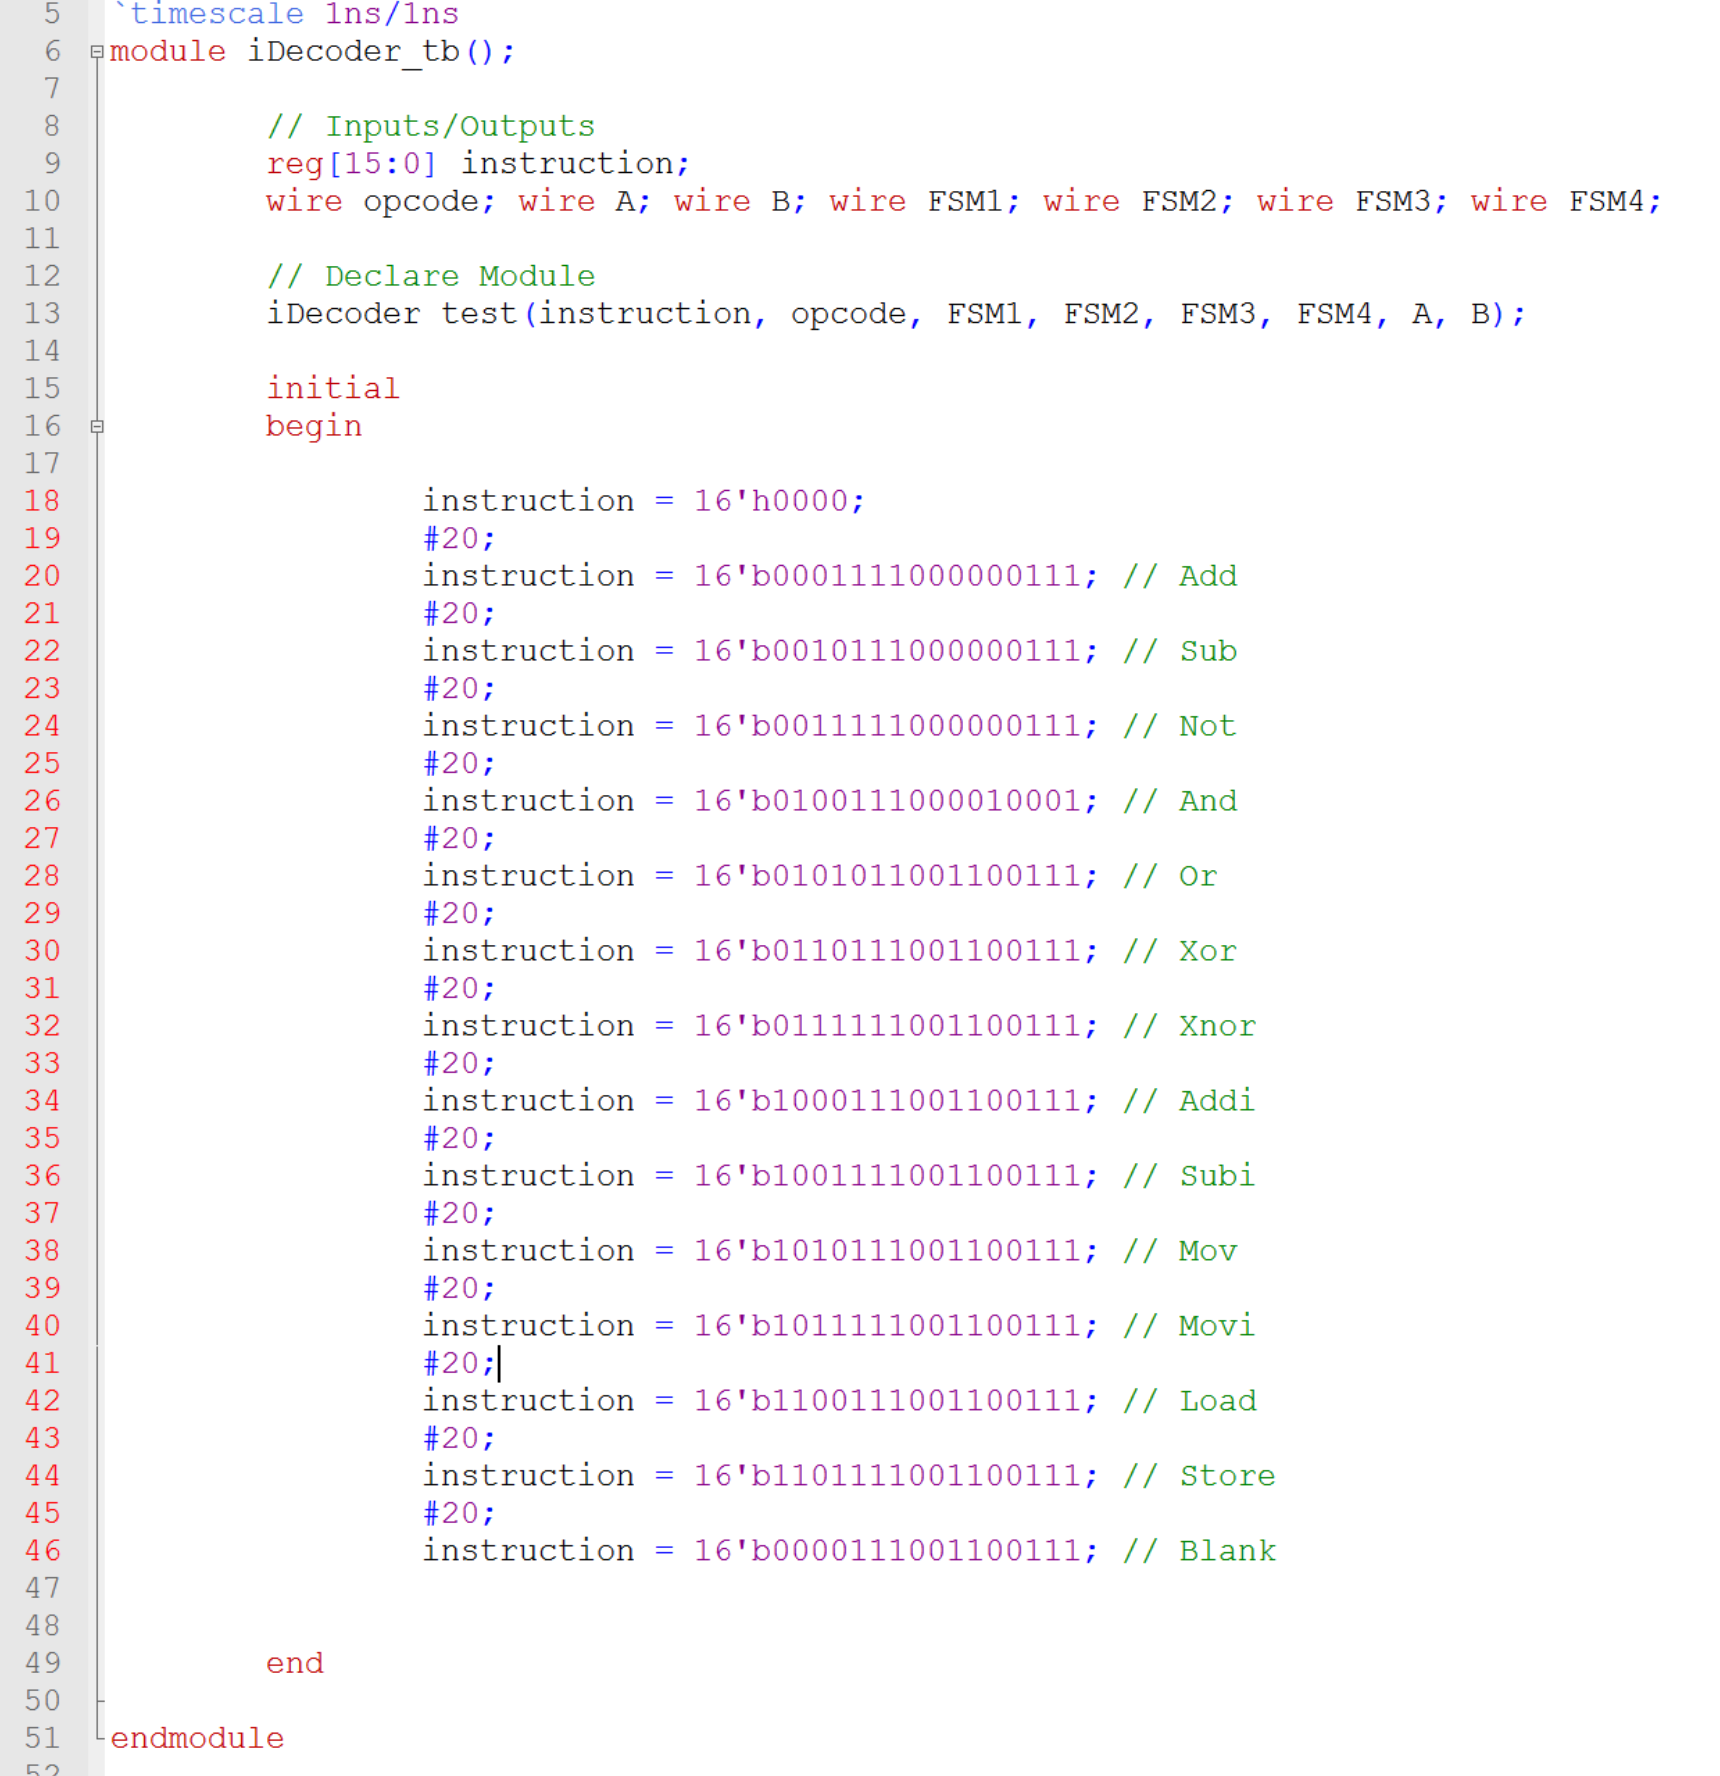 5 `timescale 1ns/1ns
6 module iDecoder_tb();
7
8 // Inputs/Outputs
9 reg[15:0] instruction;
10 wire opcode; wire A; wire B; wire FSM1; wire FSM2; wire FSM3; wire FSM4;
11
12 // Declare Module
13 iDecoder test(instruction, opcode, FSM1, FSM2, FSM3, FSM4, A, B);
14
15 initial
16 begin
17
18 instruction = 16'h0000;
19 #20;
20 instruction = 16'b0001111000000111; // Add
21 #20;
22 instruction = 16'b0010111000000111; // Sub
23 #20;
24 instruction = 16'b0011111000000111; // Not
25 #20;
26 instruction = 16'b0100111000010001; // And
27 #20;
28 instruction = 16'b0101011001100111; // Or
29 #20;
30 instruction = 16'b0110111001100111; // Xor
31 #20;
32 instruction = 16'b0111111001100111; // Xnor
33 #20;
34 instruction = 16'b1000111001100111; // Addi
35 #20;
36 instruction = 16'b1001111001100111; // Subi
37 #20;
38 instruction = 16'b1010111001100111; // Mov
39 #20;
40 instruction = 16'b1011111001100111; // Movi
41 #20;
42 instruction = 16'b1100111001100111; // Load
43 #20;
44 instruction = 16'b1101111001100111; // Store
45 #20;
46 instruction = 16'b0000111001100111; // Blank
47
48
49 end
50
51 endmodule
52